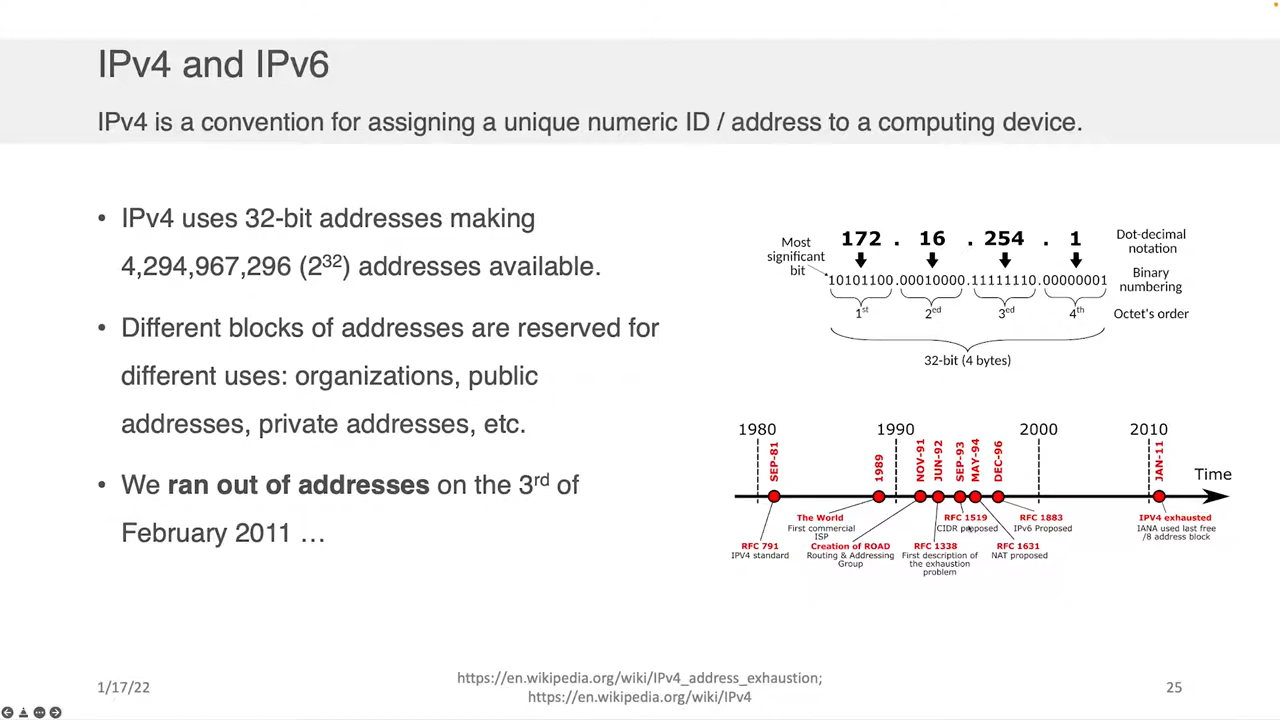 IPv4 and IPv6
IPv4 is a convention for assigning a unique numeric ID / address to a computing device.
• IPv4 uses 32-bit addresses making
4,294,967,296 (2³²) addresses available.
• Different blocks of addresses are reserved for
different uses: organizations, public
addresses, private addresses, etc.
• We ran out of addresses on the 3rd of
February 2011 …
Most
significant
bit
172 . 16 . 254 . 1
Dot-decimal
notation
10101100.00010000.11111110.00000001
Binary
numbering
1st 2ed 3ed 4th
Octet's order
32-bit (4 bytes)
1980 1990 2000 2010
SEP-81
1989
NOV-91
JUN-92
SEP-93
MAY-94
DEC-96
JAN-11
Time
RFC 791
IPV4 standard
The World
First commercial
ISP
Creation of ROAD
Routing & Addressing
Group
RFC 1338
First description of
the exhaustion
problem
RFC 1519
CIDR proposed
RFC 1631
NAT proposed
RFC 1883
IPv6 Proposed
IPV4 exhausted
IANA used last free
/8 address block
1/17/22
https://en.wikipedia.org/wiki/IPv4_address_exhaustion;
https://en.wikipedia.org/wiki/IPv4
25